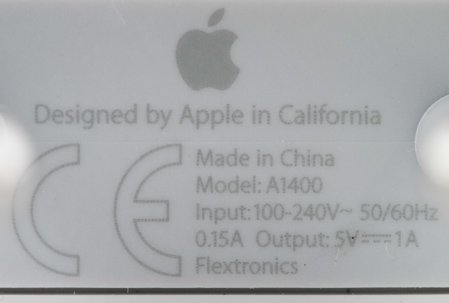 Designed by Apple in California
CE
Made in China
Model: A1400
Input:100-240V~ 50/60Hz
0.15A Output: 5V⎓1A
Flextronics